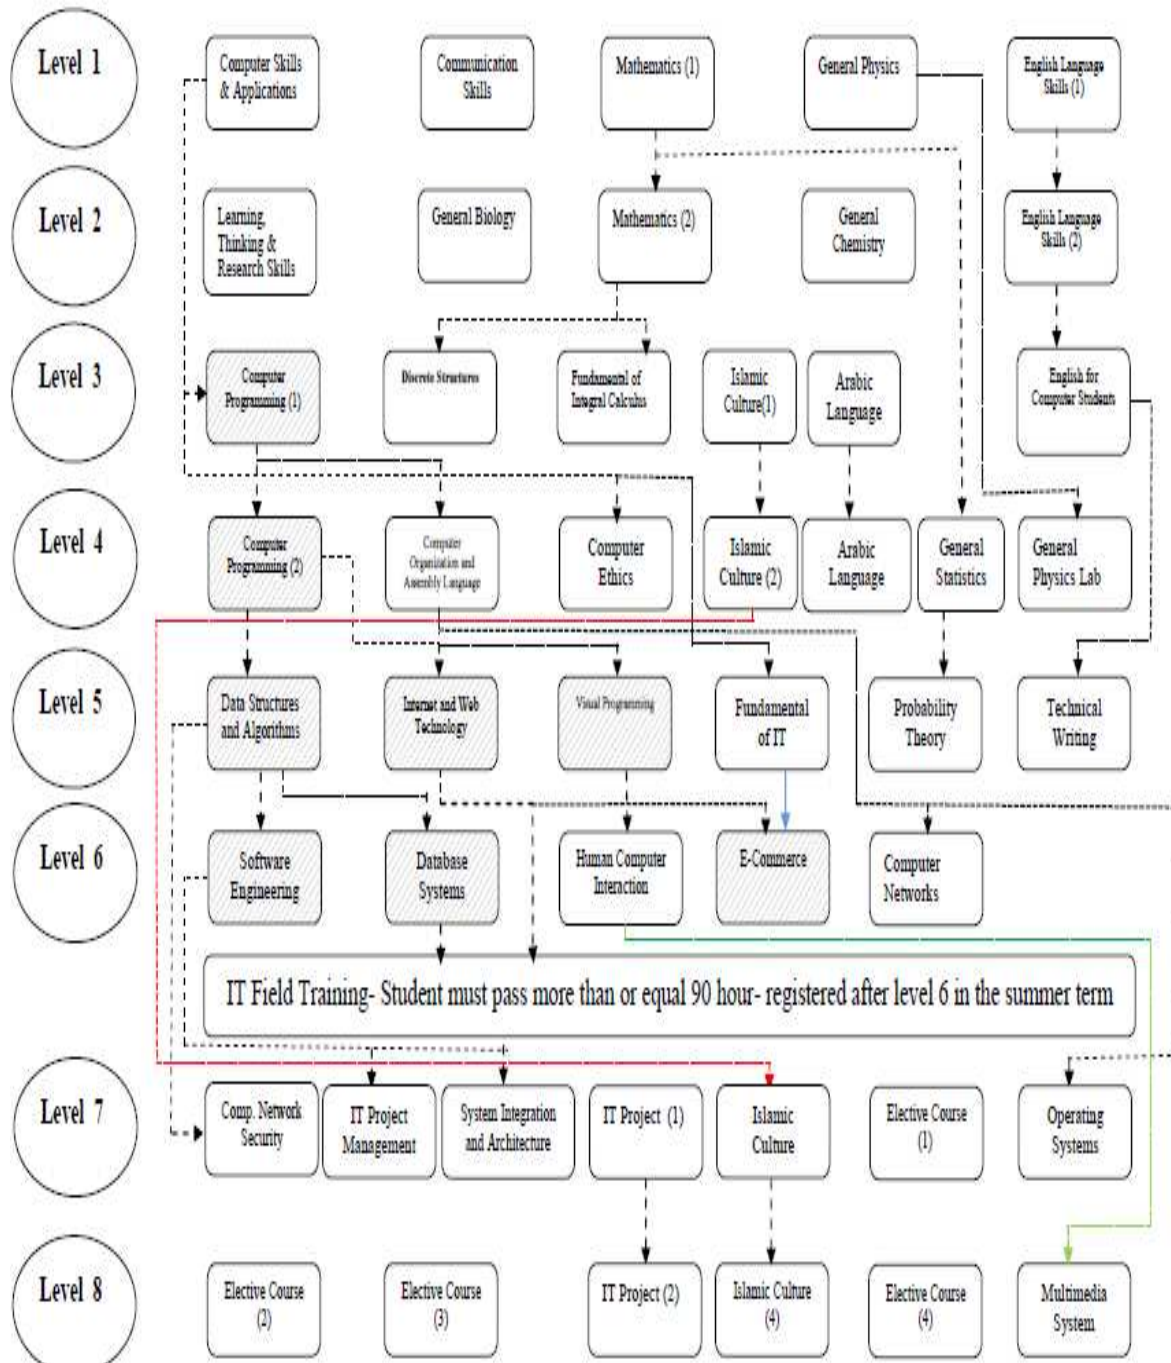 Level 1
Computer Skills
& Applications
Communication
Skills
Mathematics (1)
General Physics
English Language
Skills (1)
Level 2
Learning,
Thinking &
Research Skills
General Biology
Mathematics (2)
General
Chemistry
English Language
Skills (2)
Level 3
Computer
Programming (1)
Discrete Structures
Fundamental of
Integral Calculus
Islamic
Culture(1)
Arabic
Language
English for
Computer Students
Level 4
Computer
Programming (2)
Computer
Organization and
Assembly Language
Computer
Ethics
Islamic
Culture (2)
Arabic
Language
General
Statistics
General
Physics Lab
Level 5
Data Structures
and Algorithms
Internet and Web
Technology
Visual Programming
Fundamental
of IT
Probability
Theory
Technical
Writing
Level 6
Software
Engineering
Database
Systems
Human Computer
Interaction
E-Commerce
Computer
Networks
IT Field Training- Student must pass more than or equal 90 hour- registered after level 6 in the summer term
Level 7
Comp. Network
Security
IT Project
Management
System Integration
and Architecture
IT Project (1)
Islamic
Culture
Elective Course
(1)
Operating
Systems
Level 8
Elective Course
(2)
Elective Course
(3)
IT Project (2)
Islamic Culture
(4)
Elective Course
(4)
Multimedia
System